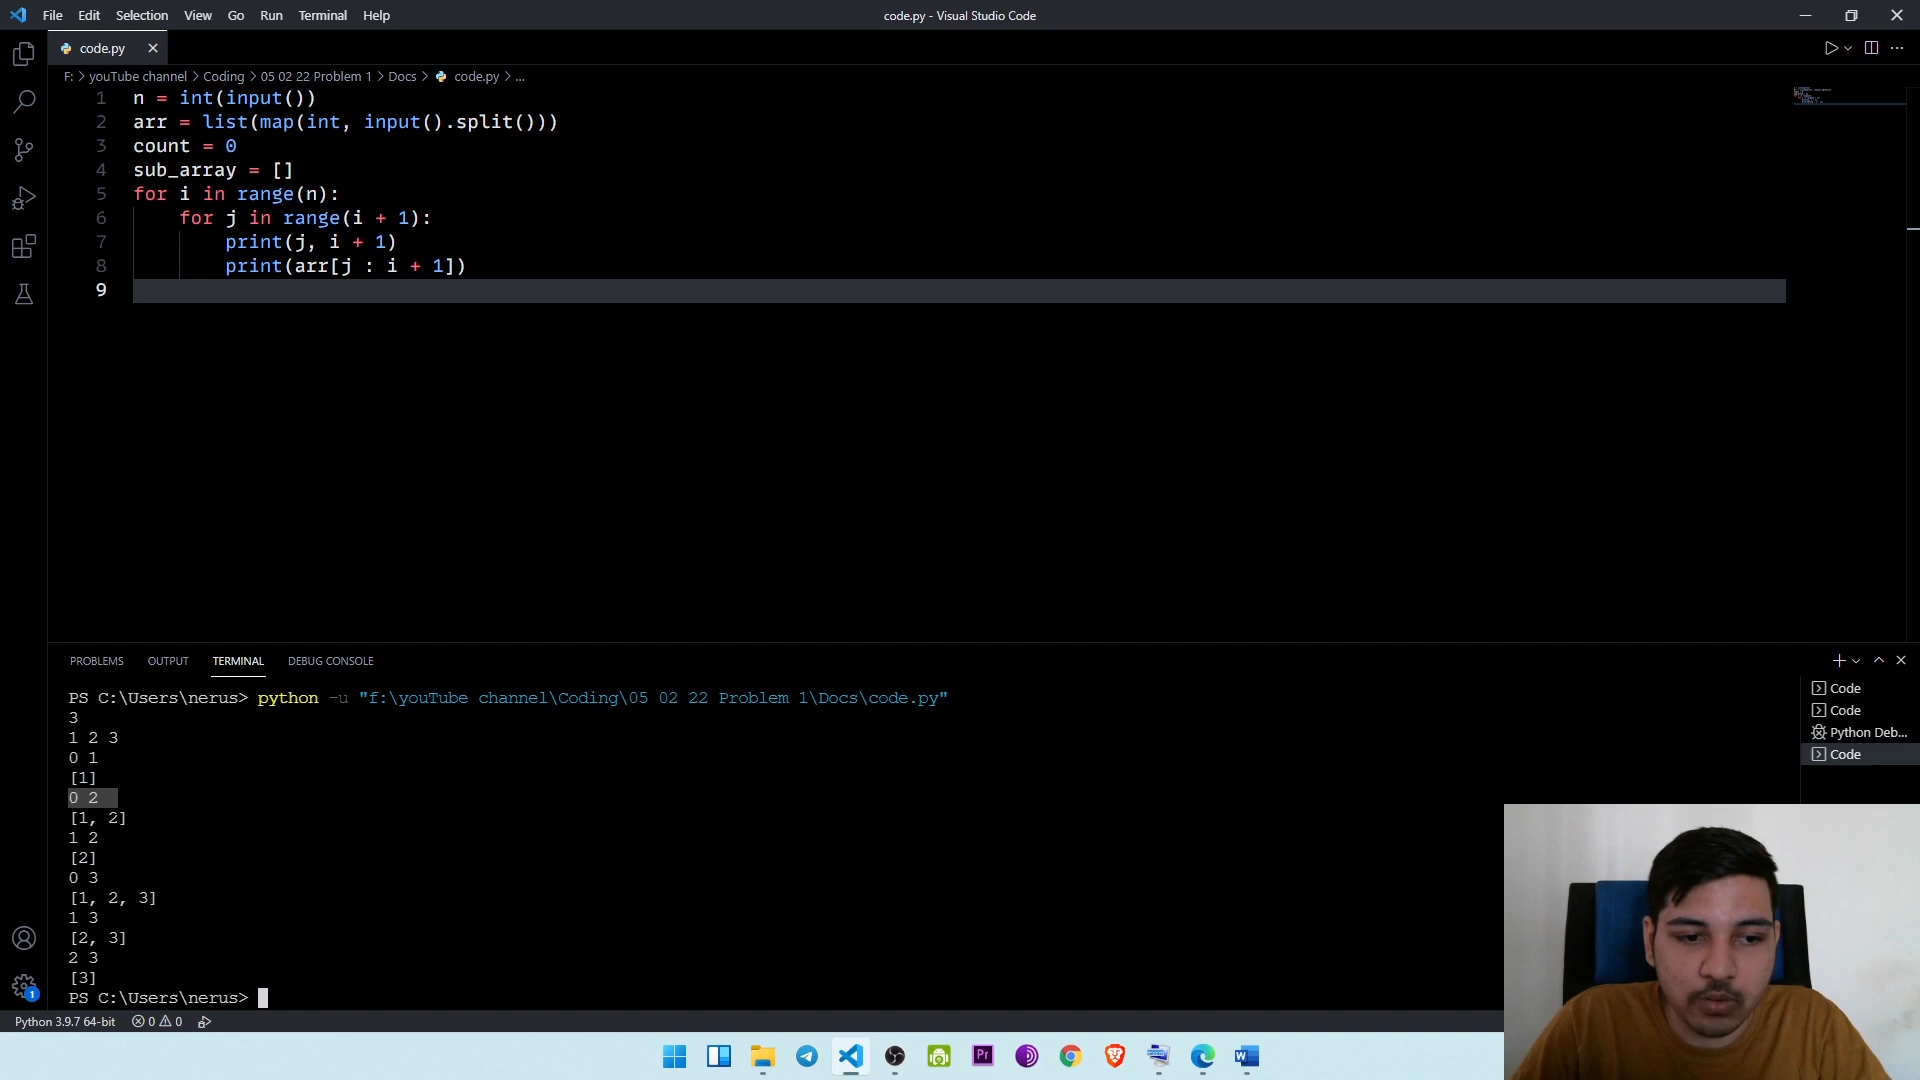 File Edit Selection View Go Run Terminal Help code.py - Visual Studio Code
code.py
F: > youTube channel > Coding > 05 02 22 Problem 1 > Docs > code.py > ...
1 n = int(input())
2 arr = list(map(int, input().split()))
3 count = 0
4 sub_array = []
5 for i in range(n):
6 for j in range(i + 1):
7 print(j, i + 1)
8 print(arr[j : i + 1])
9
PROBLEMS OUTPUT TERMINAL DEBUG CONSOLE
PS C:\Users\nerus> python -u "f:\youTube channel\Coding\05 02 22 Problem 1\Docs\code.py"
3
1 2 3
0 1
[1]
0 2
[1, 2]
1 2
[2]
0 3
[1, 2, 3]
1 3
[2, 3]
2 3
[3]
PS C:\Users\nerus>
Code
Code
Python Deb...
Code
1
Python 3.9.7 64-bit 0 0
Pr
W